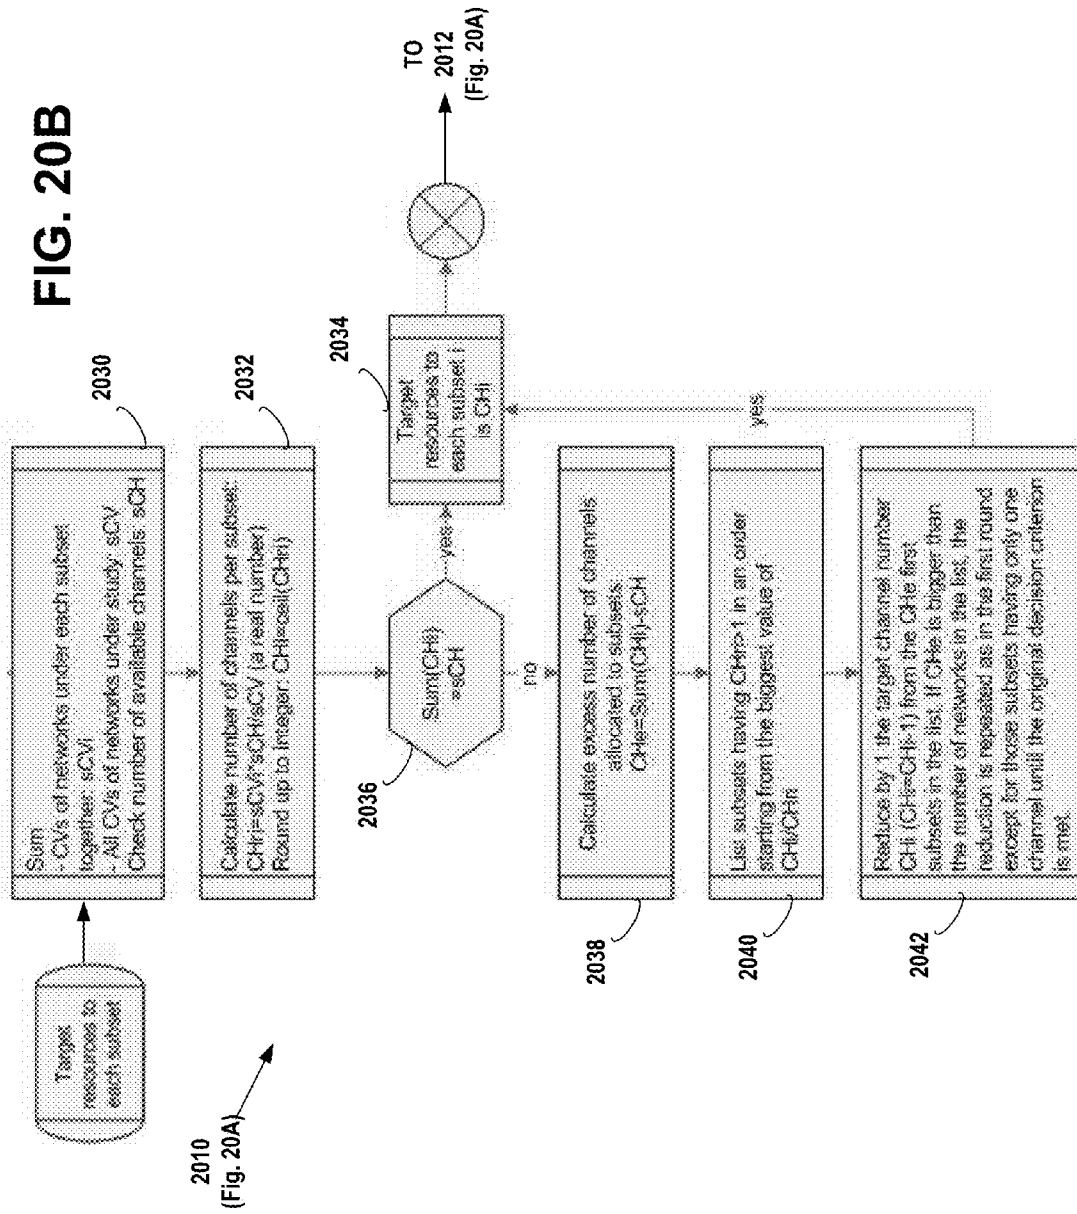 FIG. 20B
Target
resources to
each subset
2010
(Fig. 20A)
Sum
- CVs of networks under each subset
together: sCVi
- All CVs of networks under study: sCV
Check number of available channels: sCH
2030
Calculate number of channels per subset:
CHri=sCVi*sCH/sCV (a real number)
Round up to integer: CHi=ceil(CHri)
2032
Sum(CHi)
=sCH
2036
yes
Target
resources to
each subset i
is CHi
2034
TO
2012
(Fig. 20A)
no
Calculate excess number of channels
allocated to subsets:
CHe=Sum(CHi)-sCH
2038
List subsets having CHri>1 in an order
starting from the biggest value of
CHi/CHri
2040
Reduce by 1 the target channel number
CHi (CHi=CHi-1) from the CHe first
subsets in the list. If CHe is bigger than
the number of networks in the list, the
reduction is repeated as in the first round
except for those subsets having only one
channel until the original decision criterion
is met.
2042
yes